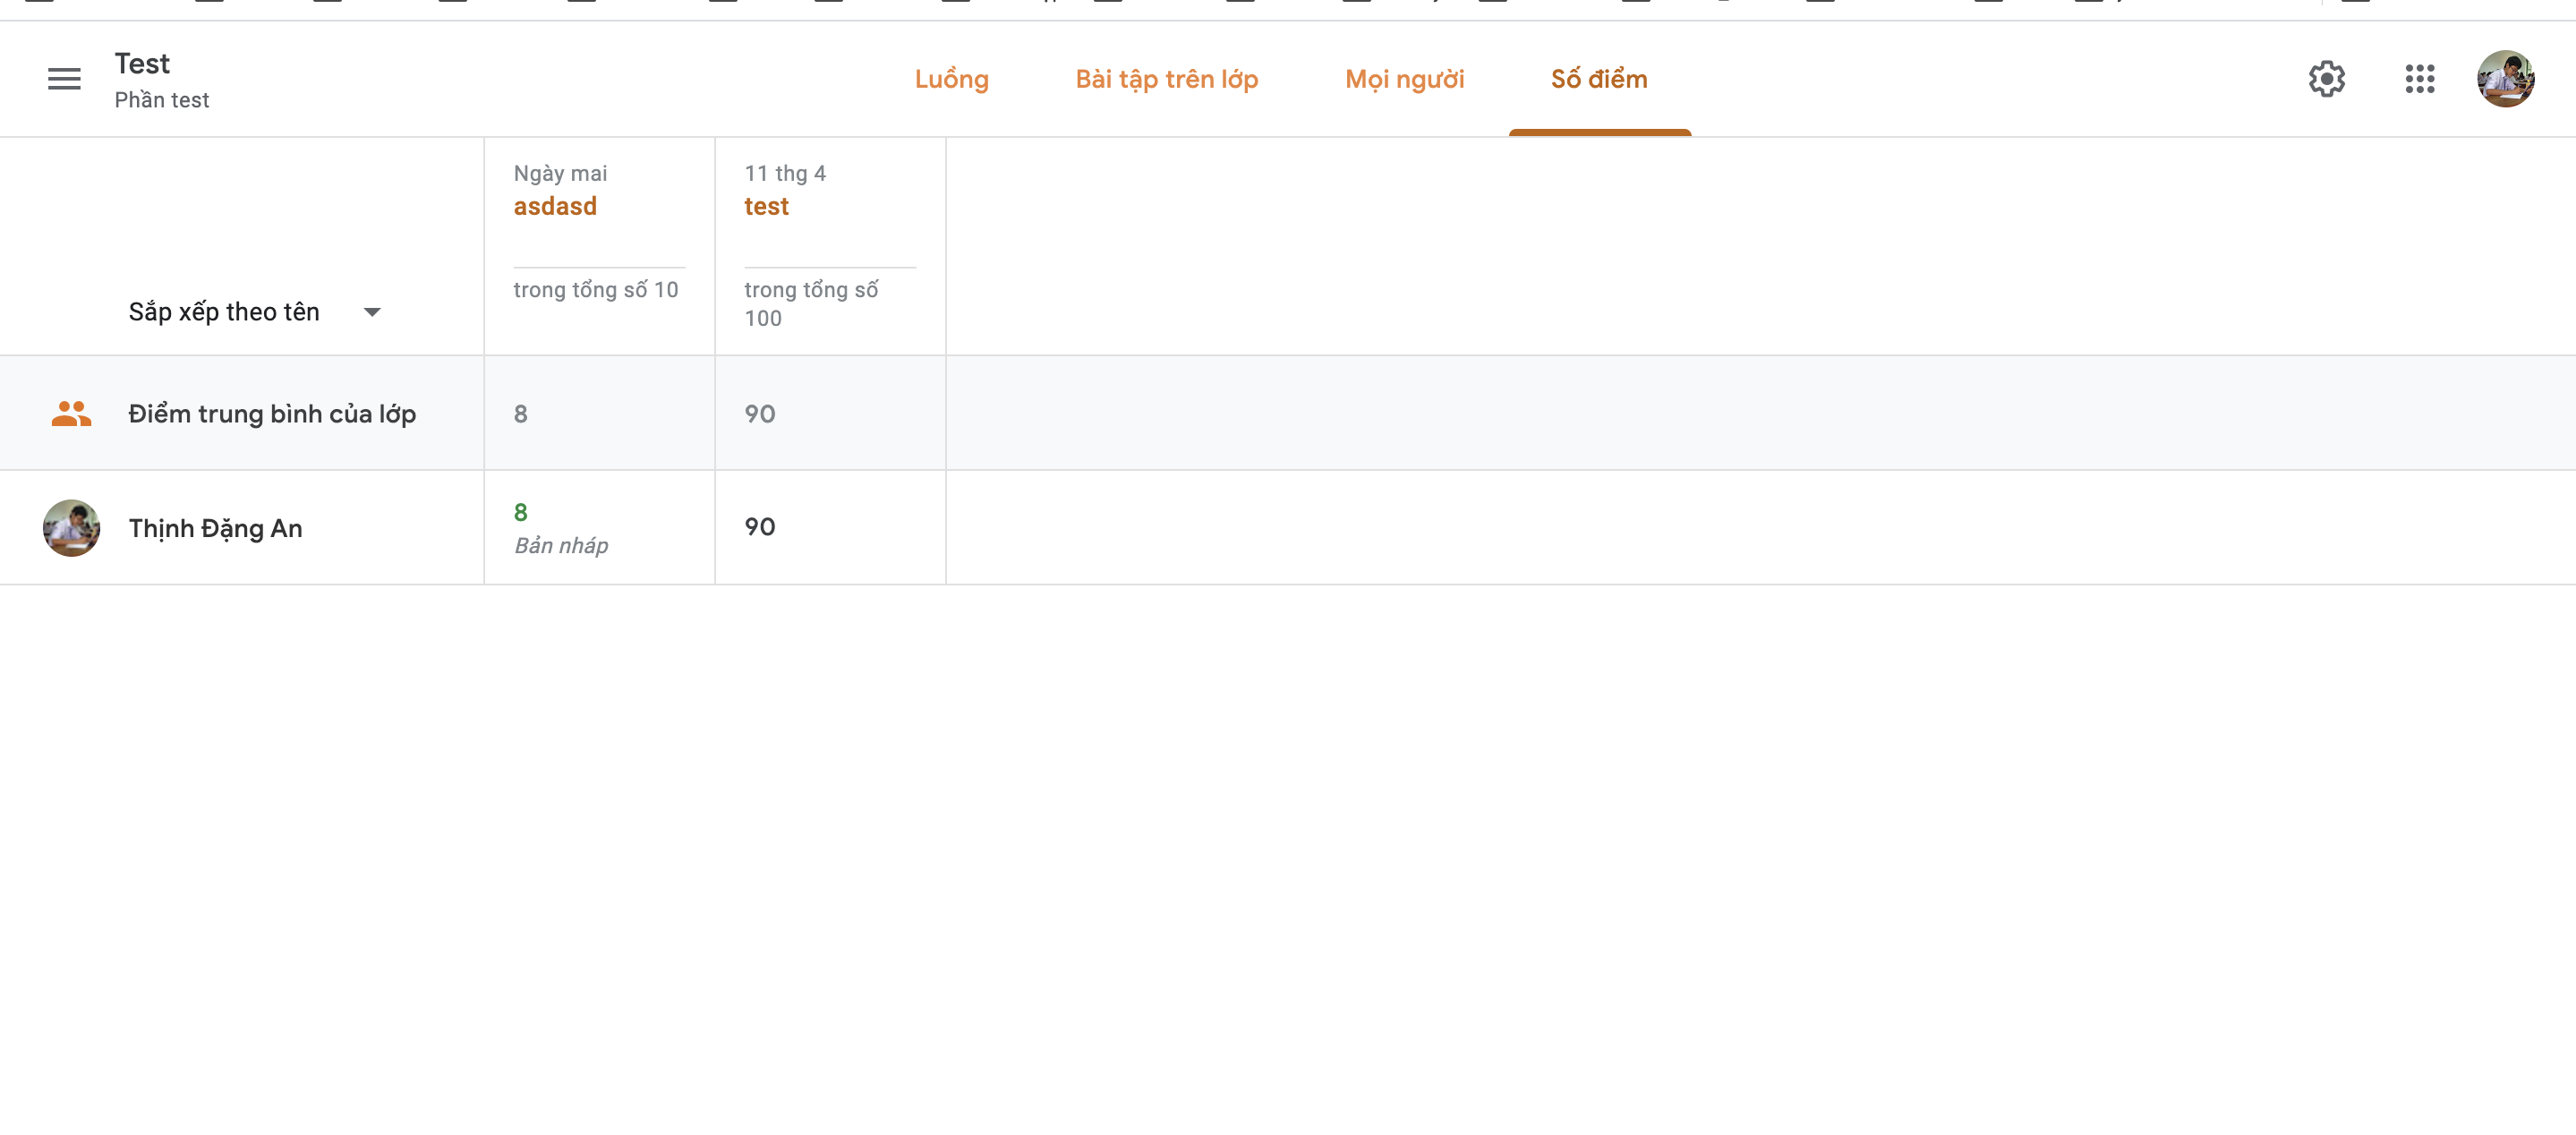 Test
Phần test
Luồng
Bài tập trên lớp
Mọi người
Số điểm
Ngày mai
asdasd
trong tổng số 10
11 thg 4
test
trong tổng số
100
Sắp xếp theo tên
Điểm trung bình của lớp
8
90
Thịnh Đặng An
8
Bản nháp
90